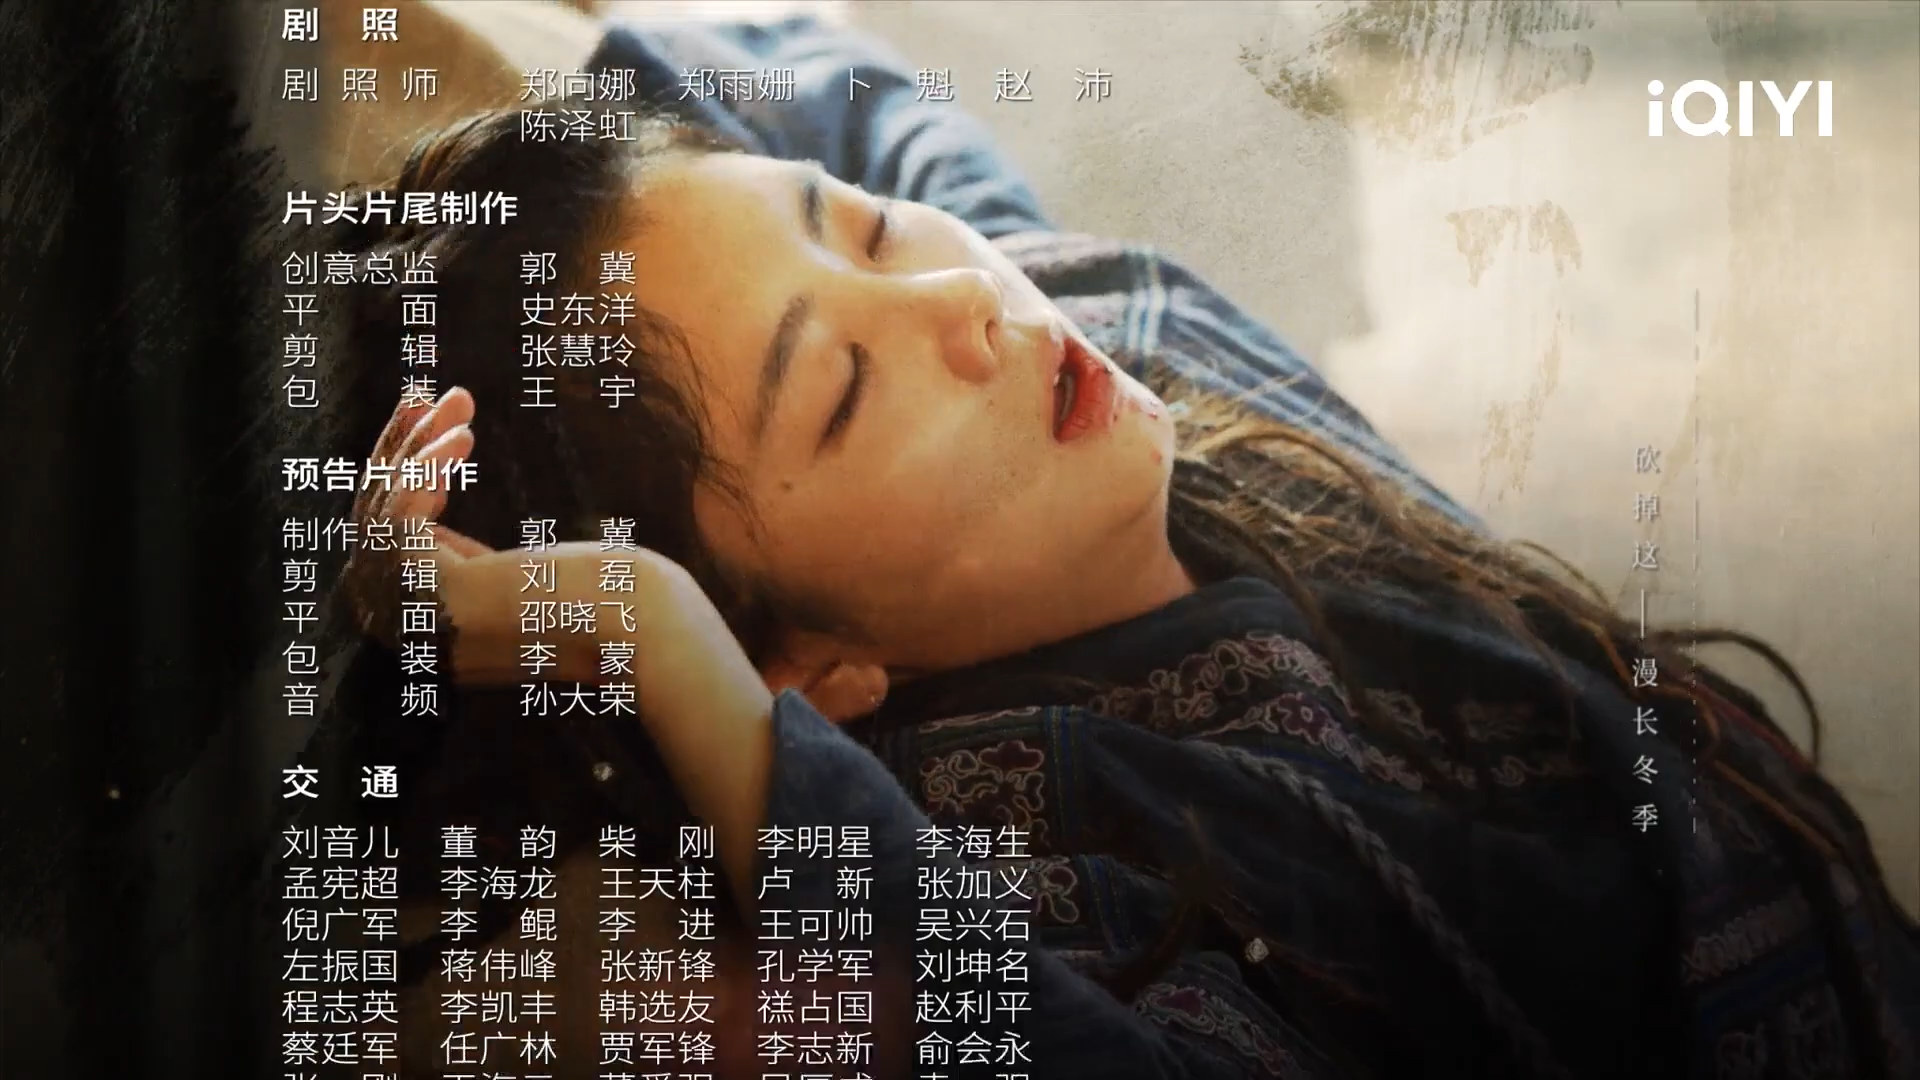 剧 照
iQIYI
剧照师 郑向娜 郑雨姗 卜魁 赵沛
陈泽虹
片头片尾制作
创意总监 郭冀
平面 史东洋
剪辑 张慧玲
包装 王宇
预告片制作
制作总监 郭冀
剪辑 刘磊
平面 邵晓飞
包装 李蒙
音频 孙大荣
砍掉这——漫长冬季
交 通
刘音儿 董韵 柴刚 李明星 李海生
孟宪超 李海龙 王天柱 卢新 张加义
倪广军 李鲲 李进 王可帅 吴兴石
左振国 蒋伟峰 张新锋 孔学军 刘坤名
程志英 李凯丰 韩选友 禚占国 赵利平
蔡廷军 任广林 贾军锋 李志新 俞会永